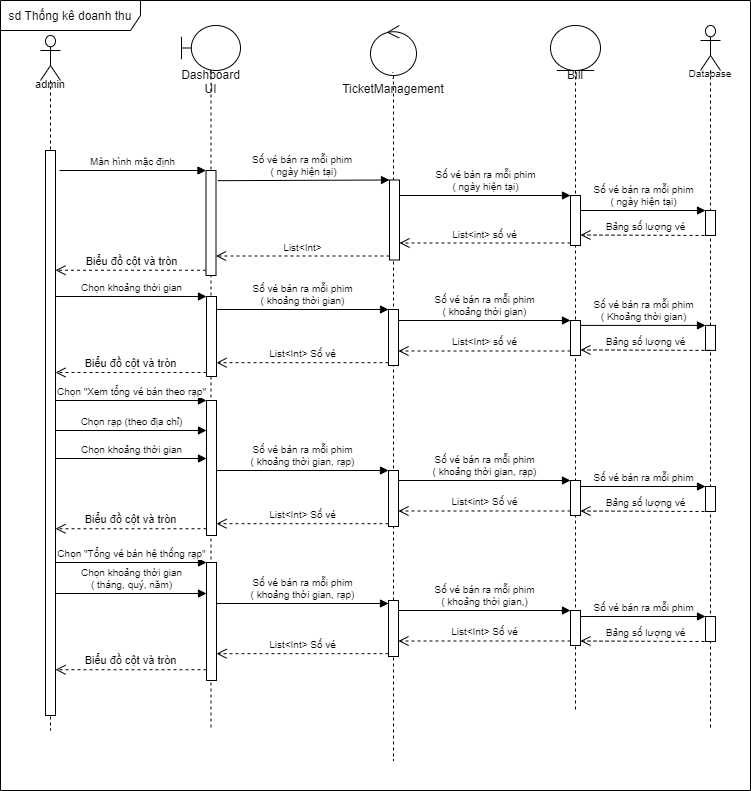 sd Thống kê doanh thu
admin
Dashboard
UI
TicketManagement
Bill
Database
Màn hình mặc định
Số vé bán ra mỗi phim
( ngày hiện tại)
Số vé bán ra mỗi phim
( ngày hiện tại)
Số vé bán ra mỗi phim
( ngày hiện tại)
Bảng số lượng vé
List<int> số vé
List<Int>
Biểu đồ cột và tròn
Chọn khoảng thời gian
Số vé bán ra mỗi phim
( khoảng thời gian)
Số vé bán ra mỗi phim
( khoảng thời gian)
Số vé bán ra mỗi phim
( Khoảng thời gian)
Bảng số lượng vé
List<int> số vé
List<Int> Số vé
Biểu đồ cột và tròn
Chọn "Xem tổng vé bán theo rạp"
Chọn rạp (theo địa chỉ)
Chọn khoảng thời gian
Số vé bán ra mỗi phim
( khoảng thời gian, rạp)
Số vé bán ra mỗi phim
( khoảng thời gian, rạp)
Số vé bán ra mỗi phim
Bảng số lượng vé
List<int> Số vé
List<Int> Số vé
Biểu đồ cột và tròn
Chọn "Tổng vé bán hệ thống rạp"
Chọn khoảng thời gian
( tháng, quý, năm)
Số vé bán ra mỗi phim
( khoảng thời gian, rạp)
Số vé bán ra mỗi phim
( khoảng thời gian,)
Số vé bán ra mỗi phim
Bảng số lượng vé
List<Int> Số vé
List<Int> Số vé
Biểu đồ cột và tròn